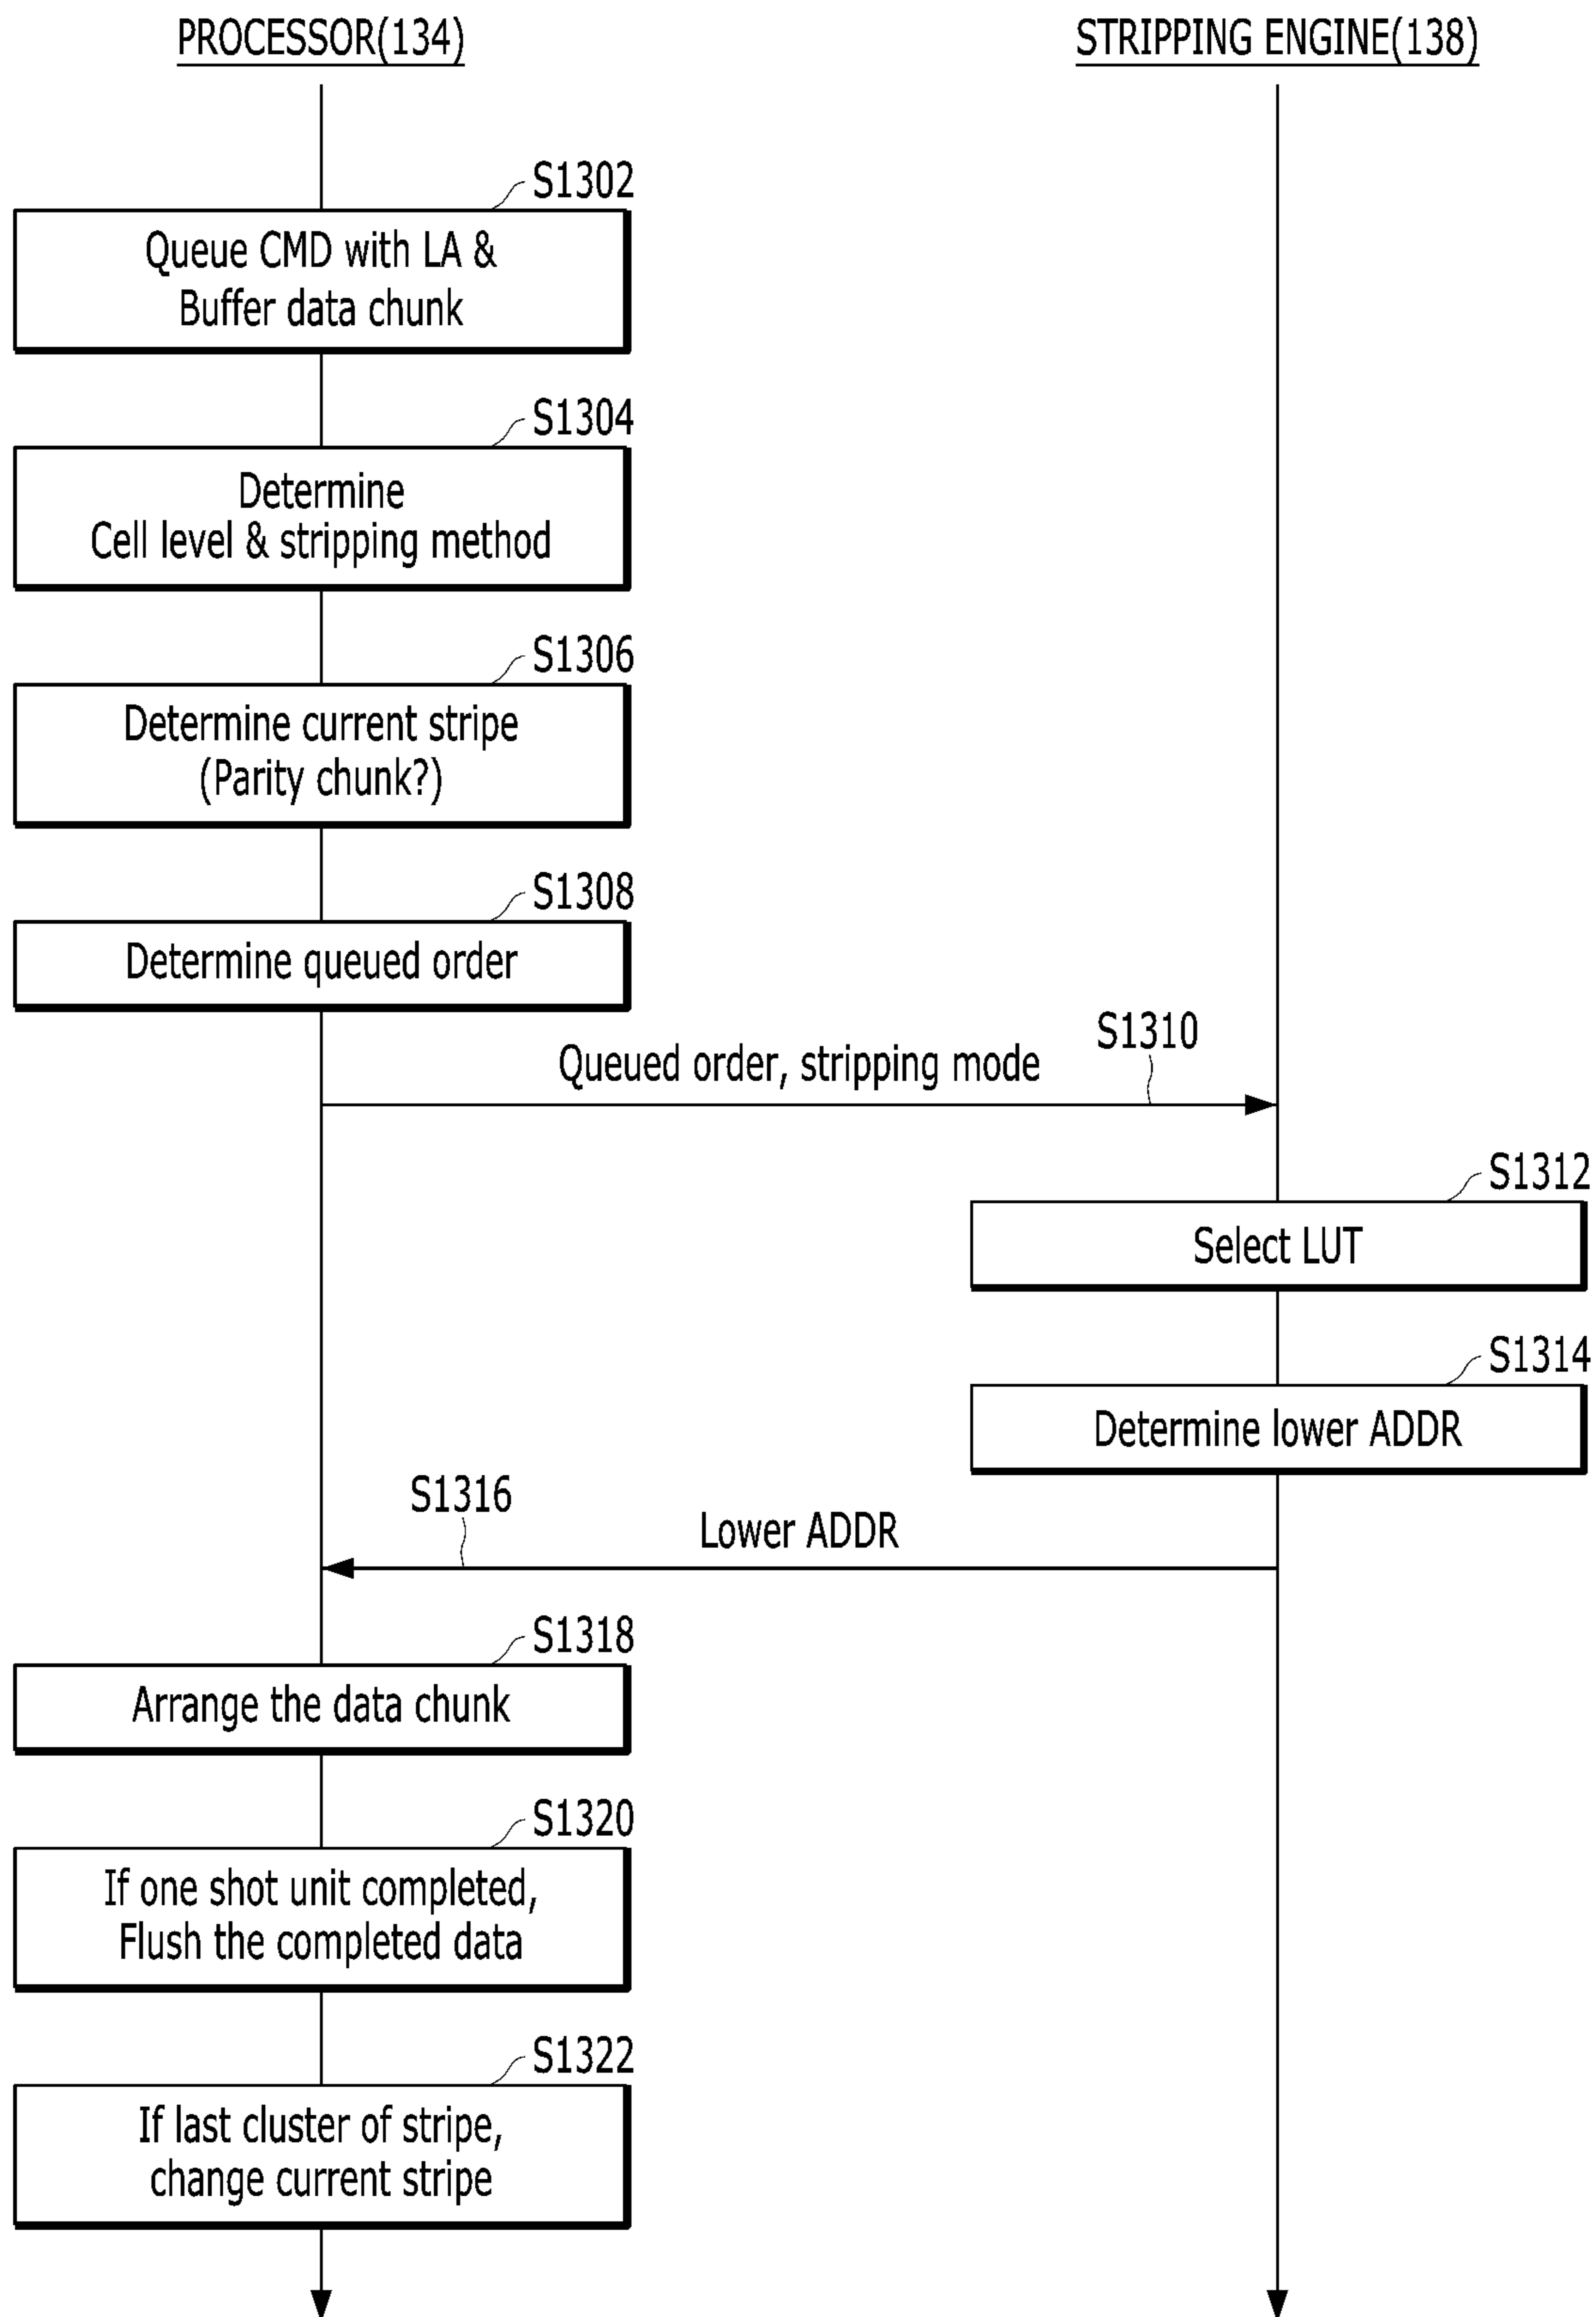 PROCESSOR(134)
STRIPPING ENGINE(138)
S1302
Queue CMD with LA &
Buffer data chunk
S1304
Determine
Cell level & stripping method
S1306
Determine current stripe
(Parity chunk?)
S1308
Determine queued order
S1310
Queued order, stripping mode
S1312
Select LUT
S1314
Determine lower ADDR
S1316
Lower ADDR
S1318
Arrange the data chunk
S1320
If one shot unit completed,
Flush the completed data
S1322
If last cluster of stripe,
change current stripe